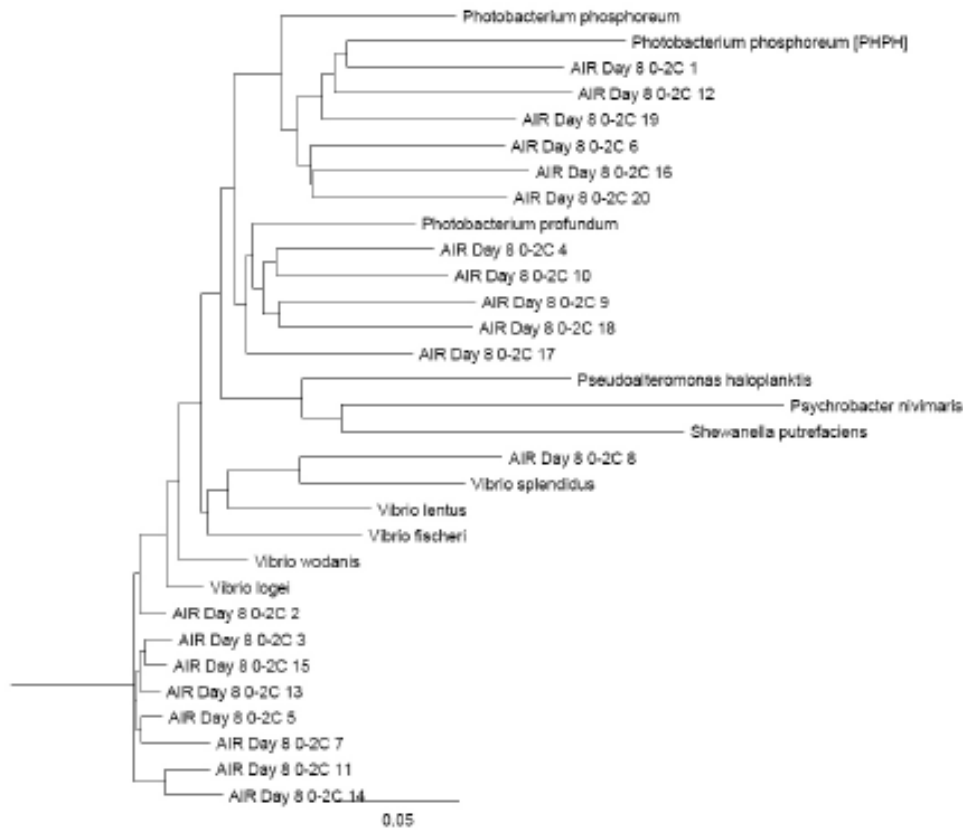 Photobacterium phosphoreum
Photobacterium phosphoreum [PHPH]
AIR Day 8 0-2C 1
AIR Day 8 0-2C 12
AIR Day 8 0-2C 19
AIR Day 8 0-2C 6
AIR Day 8 0-2C 16
AIR Day 8 0-2C 20
Photobacterium profundum
AIR Day 8 0-2C 4
AIR Day 8 0-2C 10
AIR Day 8 0-2C 9
AIR Day 8 0-2C 18
AIR Day 8 0-2C 17
Pseudoalteromonas haloplanktis
Psychrobacter nivimaris
Shewanella putrefaciens
AIR Day 8 0-2C 8
Vibrio splendidus
Vibrio lentus
Vibrio fischeri
Vibrio wodanis
Vibrio logei
AIR Day 8 0-2C 2
AIR Day 8 0-2C 3
AIR Day 8 0-2C 15
AIR Day 8 0-2C 13
AIR Day 8 0-2C 5
AIR Day 8 0-2C 7
AIR Day 8 0-2C 11
AIR Day 8 0-2C 14
0.05